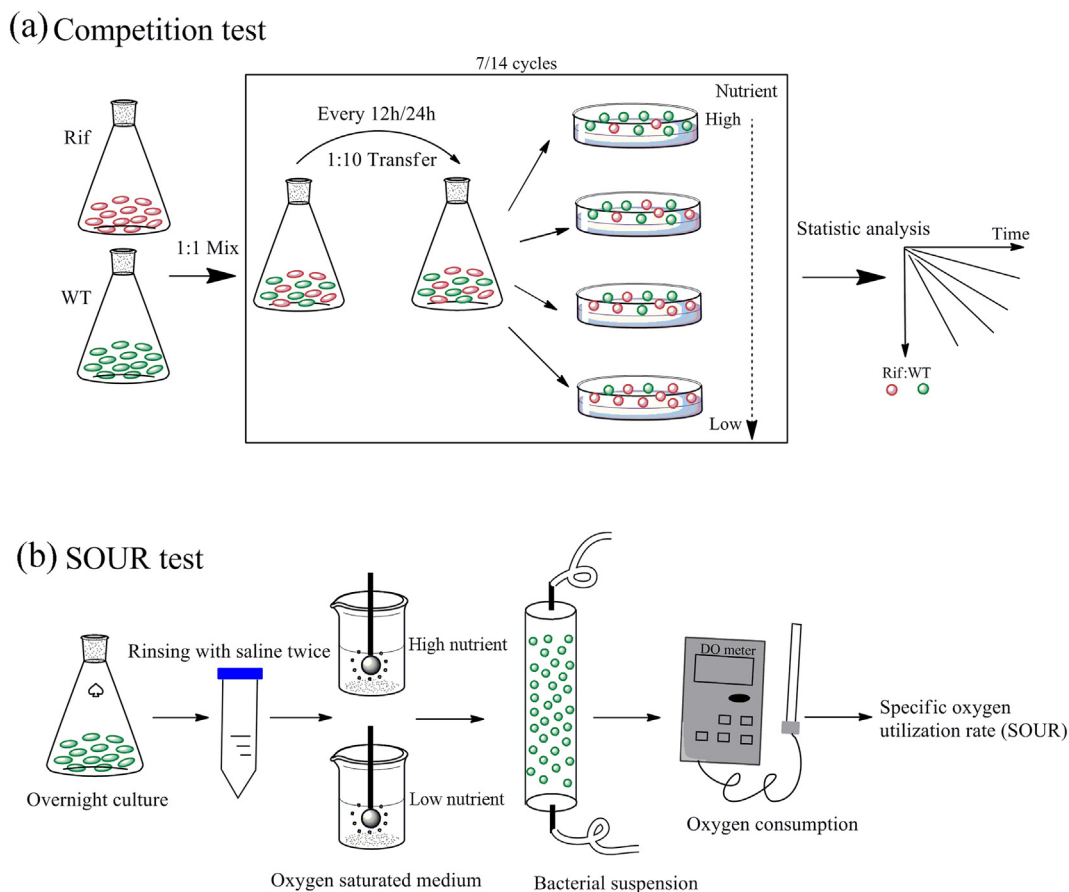 (a) Competition test
7/14 cycles
Rif
WT
1:1 Mix
Every 12h/24h
1:10 Transfer
Nutrient
High
Low
Statistic analysis
Time
Rif:WT
(b) SOUR test
Overnight culture
Rinsing with saline twice
High nutrient
Low nutrient
Oxygen saturated medium
Bacterial suspension
DO meter
Oxygen consumption
Specific oxygen
utilization rate (SOUR)